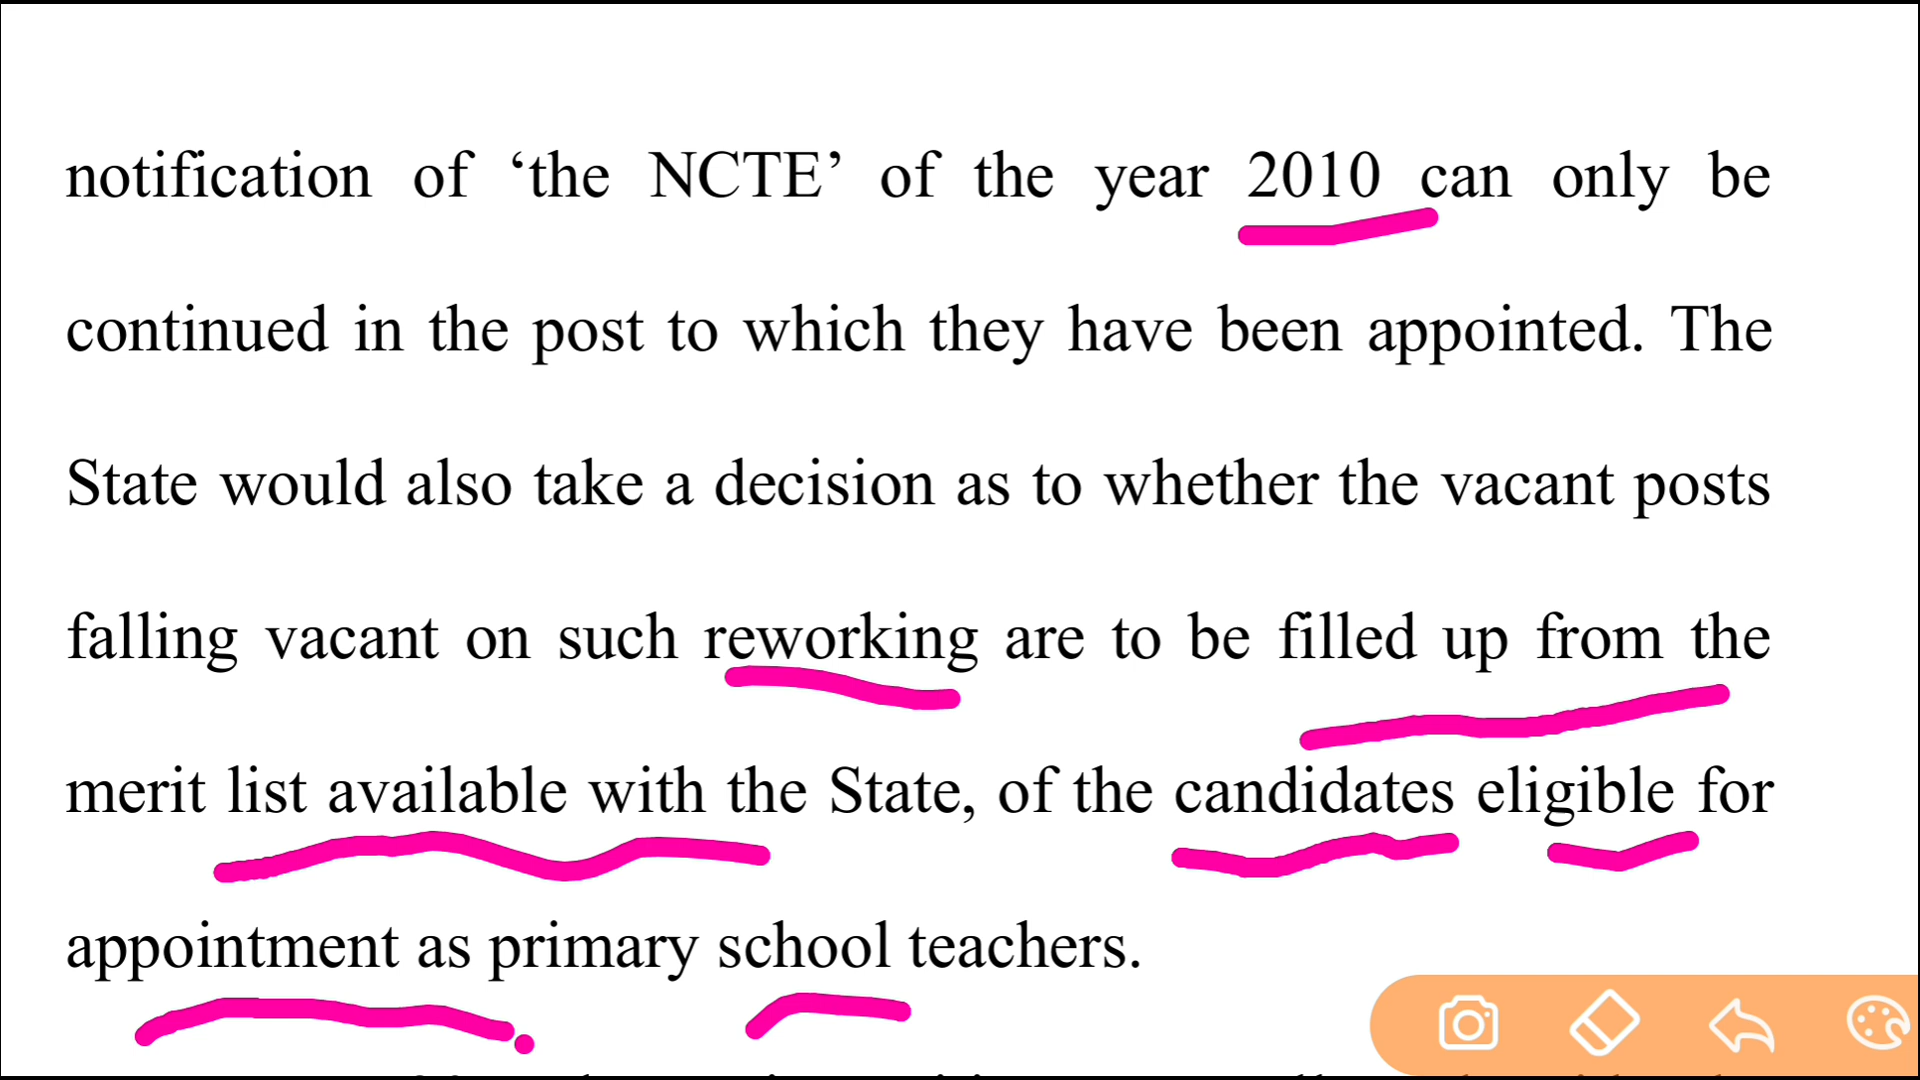 notification of ‘the NCTE’ of the year 2010 can only be
continued in the post to which they have been appointed. The
State would also take a decision as to whether the vacant posts
falling vacant on such reworking are to be filled up from the
merit list available with the State, of the candidates eligible for
appointment as primary school teachers.